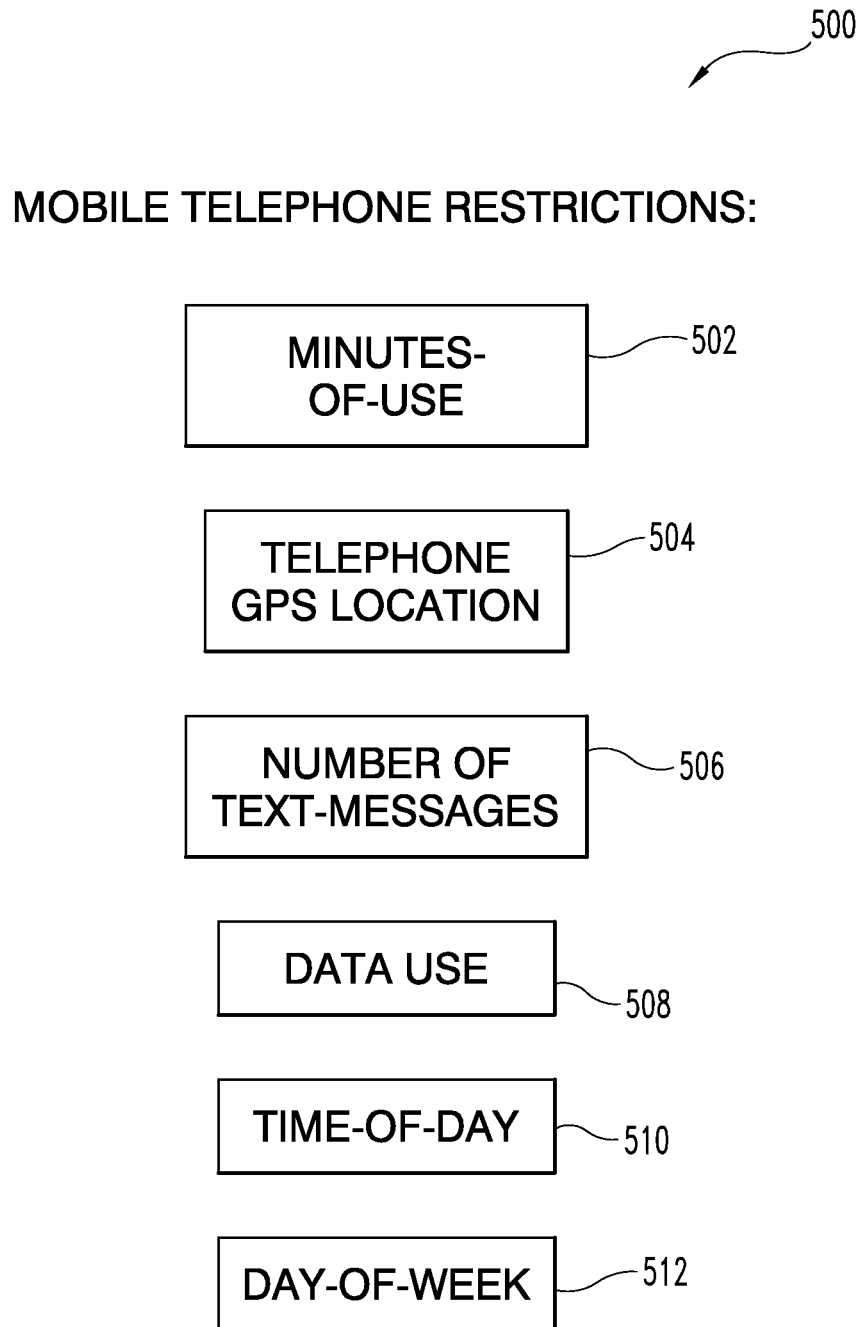 500
MOBILE TELEPHONE RESTRICTIONS:
MINUTES-
OF-USE
502
TELEPHONE
GPS LOCATION
504
NUMBER OF
TEXT-MESSAGES
506
DATA USE
508
TIME-OF-DAY
510
DAY-OF-WEEK
512